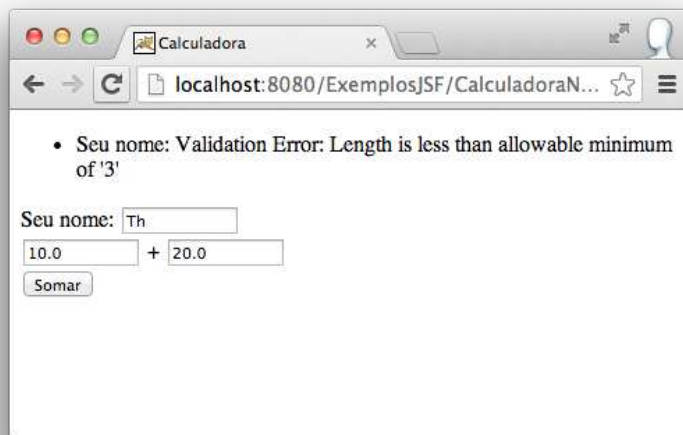 Calculadora
localhost:8080/ExemplosJSF/CalculadoraN...
• Seu nome: Validation Error: Length is less than allowable minimum
of '3'
Seu nome: Th
10.0 + 20.0
Somar